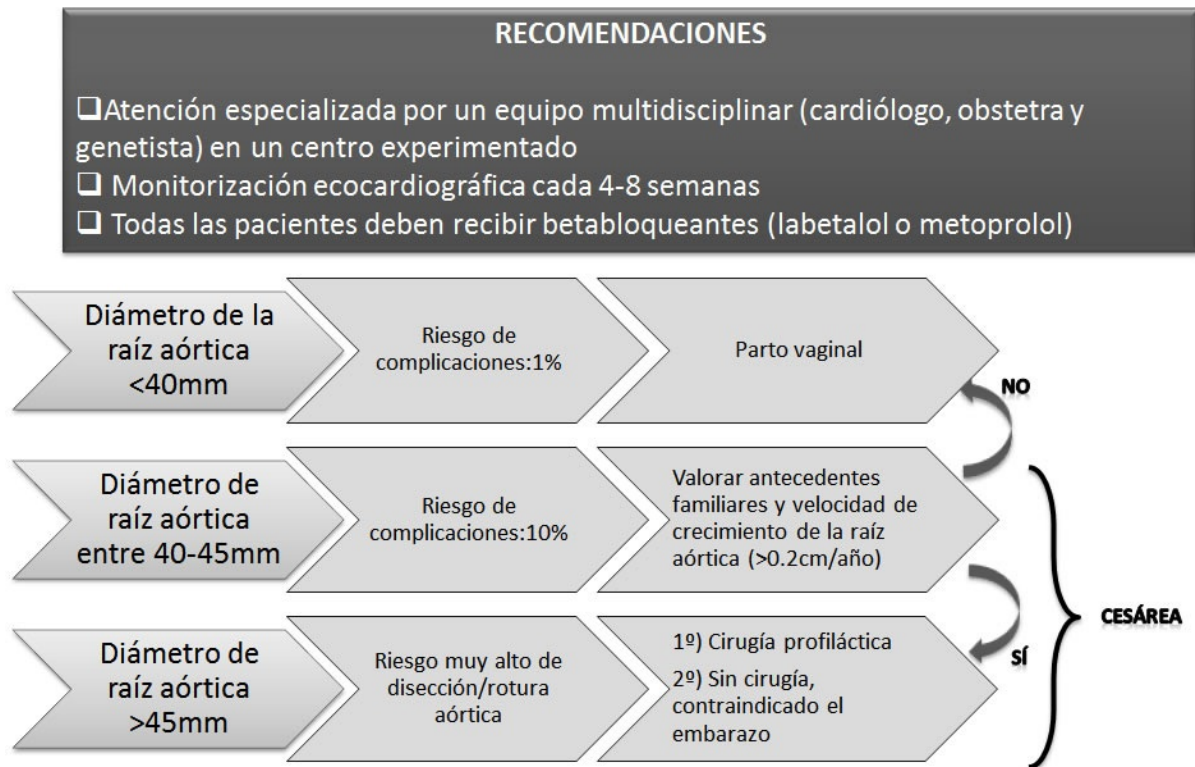 RECOMENDACIONES
❑Atención especializada por un equipo multidisciplinar (cardiólogo, obstetra y
genetista) en un centro experimentado
❑ Monitorización ecocardiográfica cada 4-8 semanas
❑ Todas las pacientes deben recibir betabloqueantes (labetalol o metoprolol)
Diámetro de la
raíz aórtica
<40mm
Riesgo de
complicaciones:1%
Parto vaginal
NO
Diámetro de
raíz aórtica
entre 40-45mm
Riesgo de
complicaciones:10%
Valorar antecedentes
familiares y velocidad de
crecimiento de la raíz
aórtica (>0.2cm/año)
CESÁREA
SÍ
Diámetro de
raíz aórtica
>45mm
Riesgo muy alto de
disección/rotura
aórtica
1º) Cirugía profiláctica
2º) Sin cirugía,
contraindicado el
embarazo